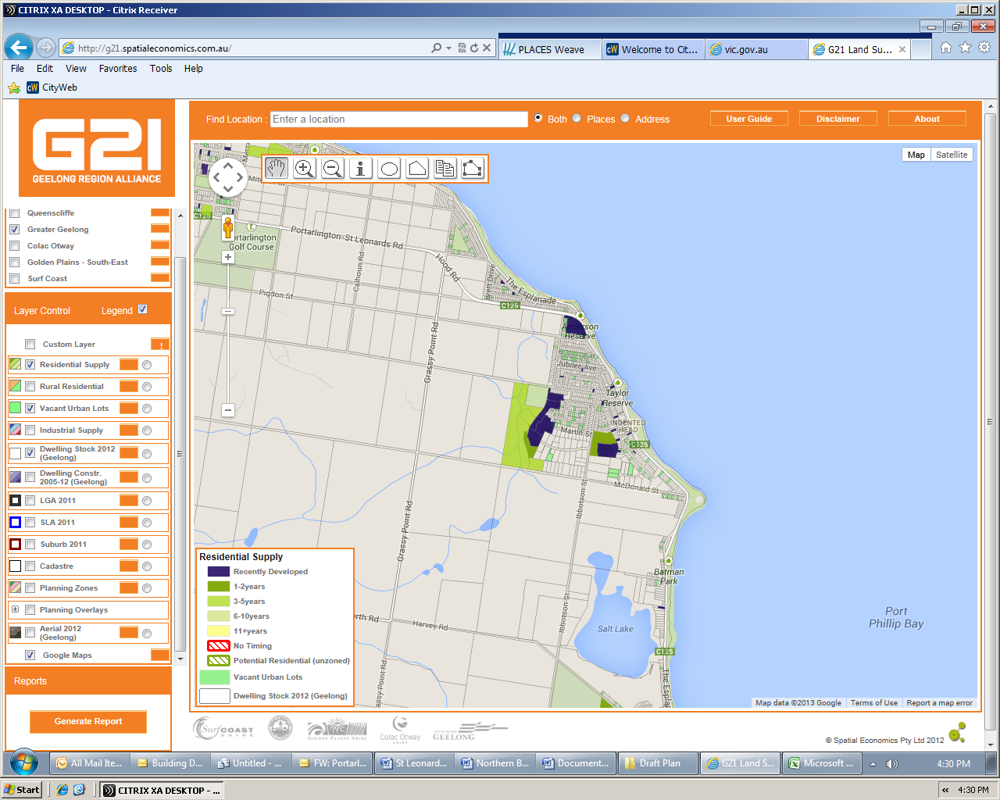 CITRIX XA DESKTOP - Citrix Receiver
http://g21.spatialeconomics.com.au/
PLACES Weave
Welcome to Cit...
vic.gov.au
G21 Land Su...
File Edit View Favorites Tools Help
CityWeb
G21
GEELONG REGION ALLIANCE
Find Location :
Enter a location
Both
Places
Address
User Guide
Disclaimer
About
Queenscliffe
Greater Geelong
Colac Otway
Golden Plains - South-East
Surf Coast
Layer Control
Legend
Custom Layer
!
Residential Supply
Rural Residential
Vacant Urban Lots
Industrial Supply
Dwelling Stock 2012
(Geelong)
Dwelling Constr.
2005-12 (Geelong)
LGA 2011
SLA 2011
Suburb 2011
Cadastre
Planning Zones
Planning Overlays
Aerial 2012
(Geelong)
Google Maps
Reports
Generate Report
Map
Satellite
C125
Portarlington-St Leonards Rd
Portarlington
Golf Course
Calhoun Rd
Hood Rd
Pigdon St
The Esplanade
C125
Anderson
Reserve
Grassy Point Rd
Jubilee Ave
Taylor
Reserve
INDENTED
HEAD
Martin St
C125
McDonald St
Ibbotson St
Grassy Point Rd
Batman
Park
Ibbotson St
Salt Lake
Port
Phillip Bay
Harvey Rd
C125
Residential Supply
Recently Developed
1-2years
3-5years
6-10years
11+years
No Timing
Potential Residential (unzoned)
Vacant Urban Lots
Dwelling Stock 2012 (Geelong)
Map data ©2013 Google
Terms of Use
Report a map error
Surf COAST
SHIRE
GOLDEN PLAINS SHIRE
Colac Otway
SHIRE
GEELONG
© Spatial Economics Pty Ltd 2012
All Mail Ite...
Building D...
Untitled - ...
FW: Portarl...
St Leonard...
Northern B...
Document...
Draft Plan
G21 Land S...
Microsoft ...
4:30 PM
Start
CITRIX XA DESKTOP - ...
4:30 PM